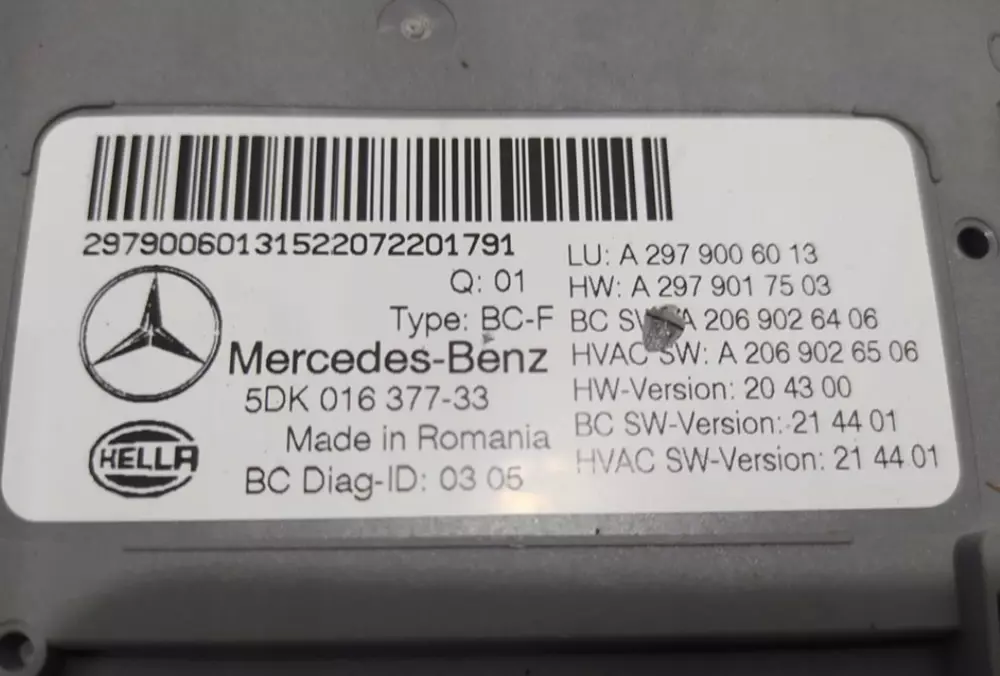 29790060131522072201791
Q: 01
Type: BC-F
Mercedes-Benz
5DK 016 377-33
Made in Romania
BC Diag-ID: 03 05
HELLA
LU: A 297 900 60 13
HW: A 297 901 75 03
BC SW: A 206 902 64 06
HVAC SW: A 206 902 65 06
HW-Version: 20 43 00
BC SW-Version: 21 44 01
HVAC SW-Version: 21 44 01